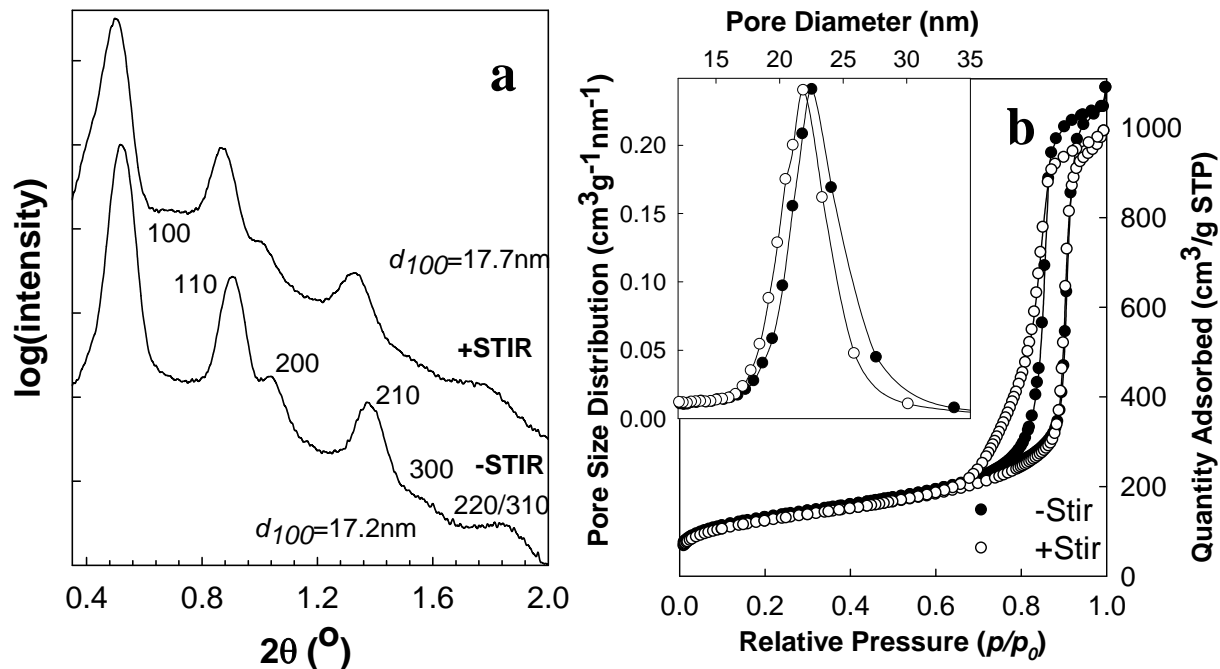 a
log(intensity)
100
110
200
210
300
220/310
d100=17.7nm
+STIR
-STIR
d100=17.2nm
0.4 0.8 1.2 1.6 2.0
2θ (o)
Pore Diameter (nm)
15 20 25 30 35
b
Pore Size Distribution (cm3g-1nm-1)
0.20
0.15
0.10
0.05
0.00
1000
800
600
400
200
0
Quantity Adsorbed (cm3/g STP)
-Stir
+Stir
0.0 0.2 0.4 0.6 0.8 1.0
Relative Pressure (p/p0)